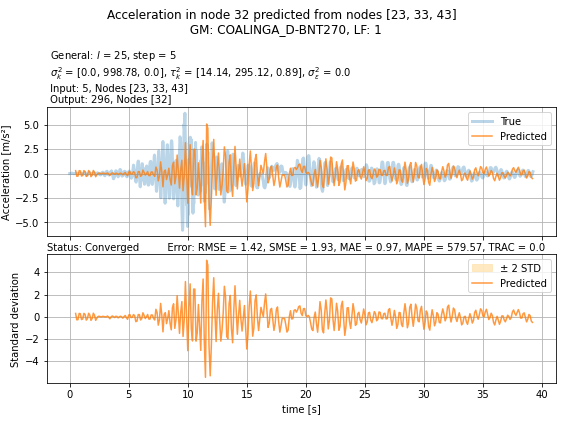 Acceleration in node 32 predicted from nodes [23, 33, 43]
GM: COALINGA_D-BNT270, LF: 1
General: l = 25, step = 5
σ²ₖ = [0.0, 998.78, 0.0], τ²ₖ = [14.14, 295.12, 0.89], σ²ε = 0.0
Input: 5, Nodes [23, 33, 43]
Output: 296, Nodes [32]
Acceleration [m/s²]
5.0
2.5
0.0
−2.5
−5.0
True
Predicted
Status: Converged Error: RMSE = 1.42, SMSE = 1.93, MAE = 0.97, MAPE = 579.57, TRAC = 0.0
Standard deviation
4
2
0
−2
−4
± 2 STD
Predicted
0 5 10 15 20 25 30 35 40
time [s]